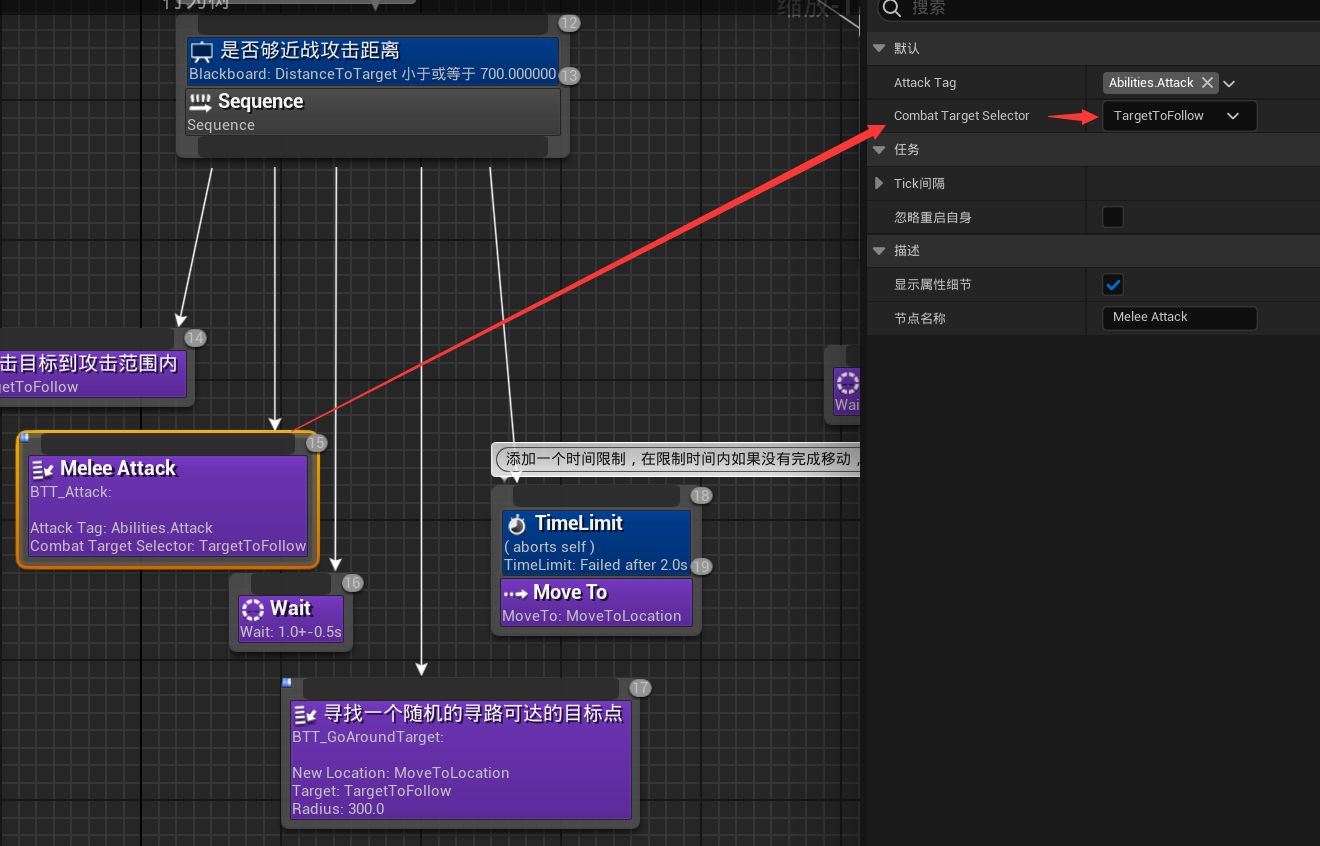 行为树
缩放-1
12
是否够近战攻击距离
Blackboard: DistanceToTarget 小于或等于 700.000000
13
Sequence
Sequence
14
击目标到攻击范围内
getToFollow
15
Melee Attack
BTT_Attack:
Attack Tag: Abilities.Attack
Combat Target Selector: TargetToFollow
16
Wait
Wait: 1.0+-0.5s
17
寻找一个随机的寻路可达的目标点
BTT_GoAroundTarget:
New Location: MoveToLocation
Target: TargetToFollow
Radius: 300.0
添加一个时间限制，在限制时间内如果没有完成移动，
18
TimeLimit
( aborts self )
TimeLimit: Failed after 2.0s
19
Move To
MoveTo: MoveToLocation
Wai
搜索
默认
Attack Tag
Abilities.Attack
Combat Target Selector
TargetToFollow
任务
Tick间隔
忽略重启自身
描述
显示属性细节
节点名称
Melee Attack